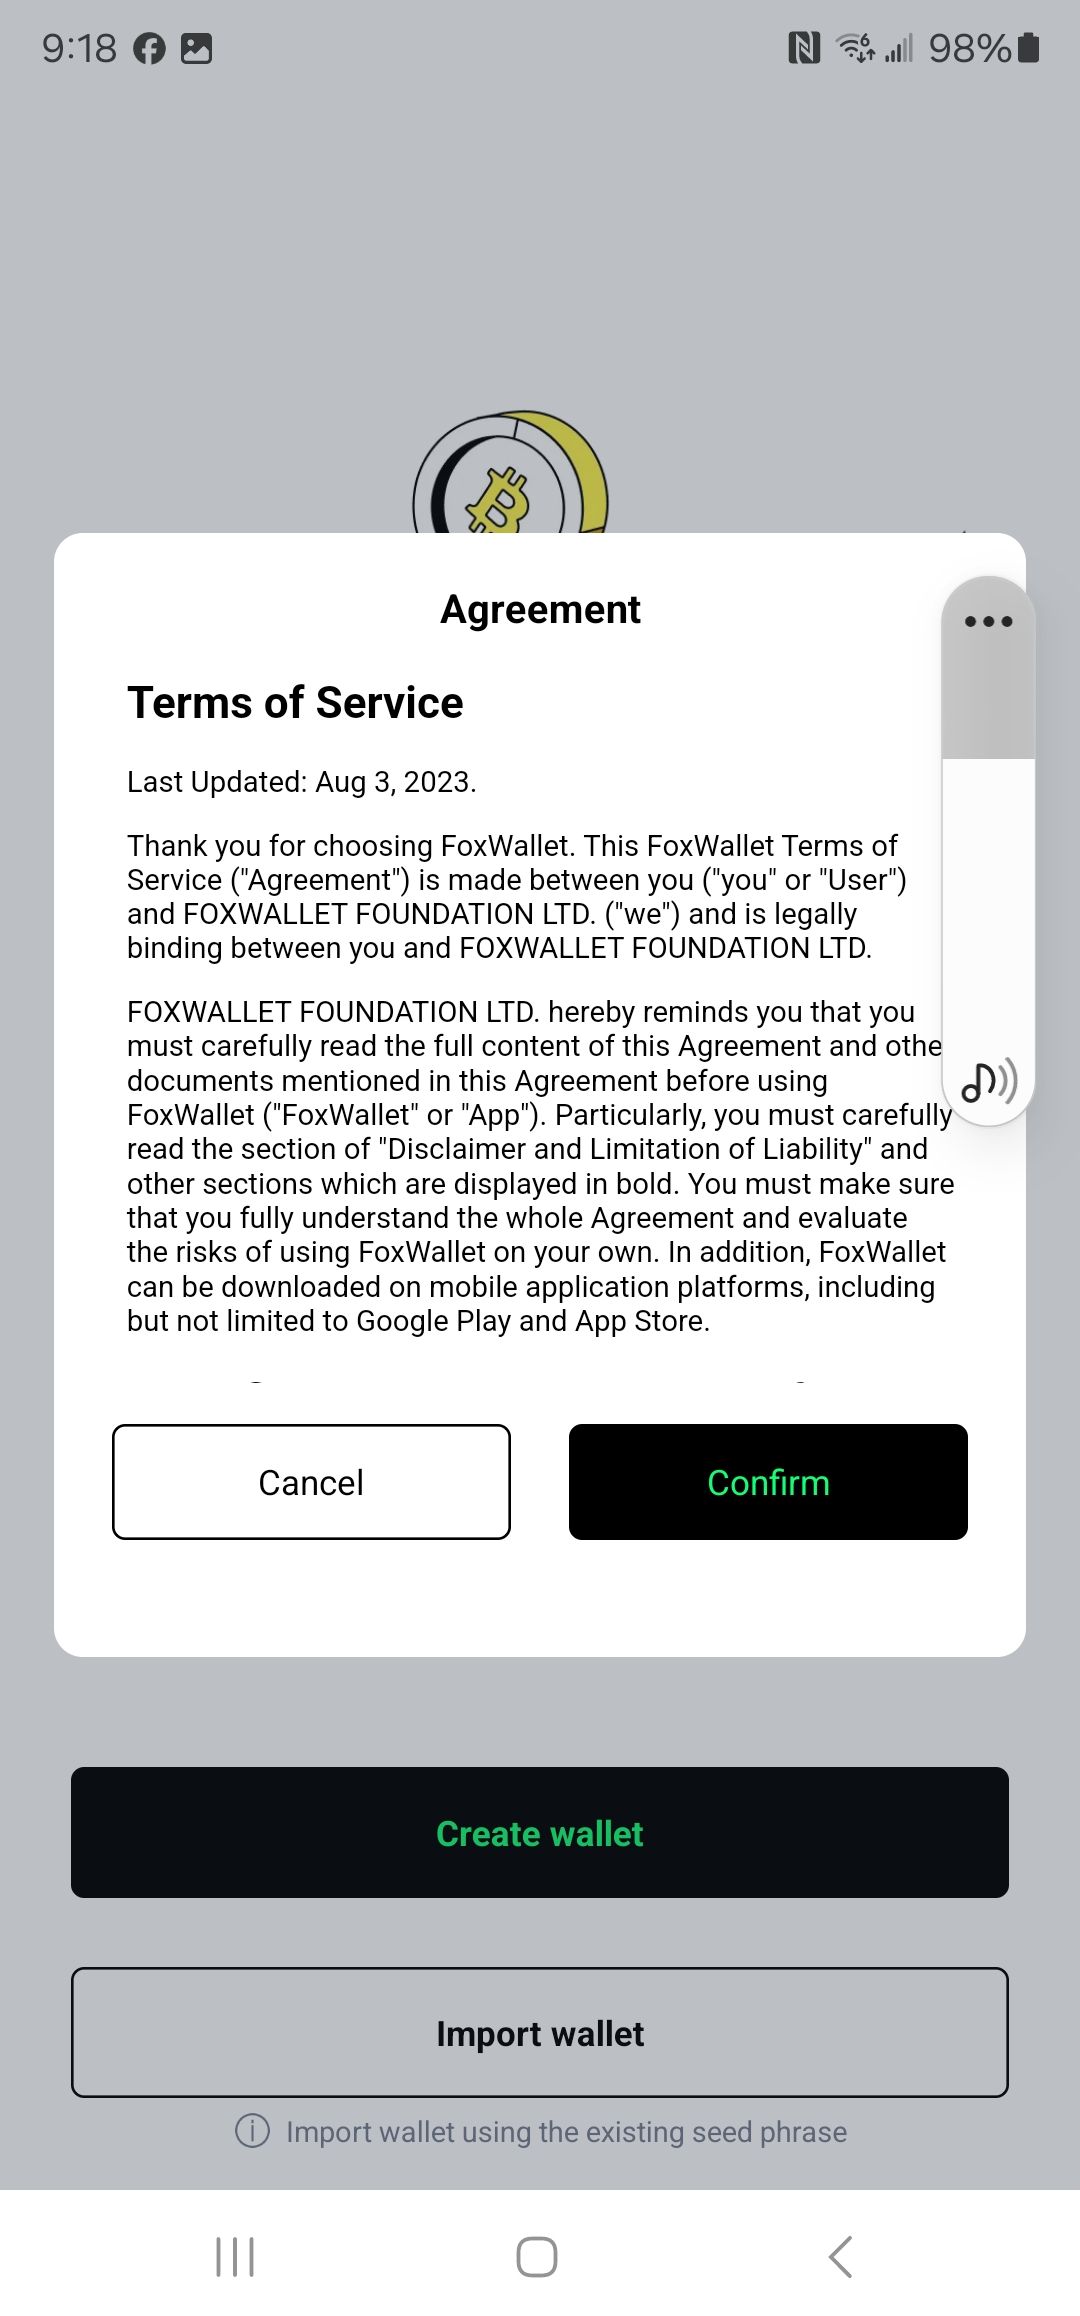 9:18
98%
Agreement
Terms of Service
Last Updated: Aug 3, 2023.
Thank you for choosing FoxWallet. This FoxWallet Terms of
Service ("Agreement") is made between you ("you" or "User")
and FOXWALLET FOUNDATION LTD. ("we") and is legally
binding between you and FOXWALLET FOUNDATION LTD.
FOXWALLET FOUNDATION LTD. hereby reminds you that you
must carefully read the full content of this Agreement and othe
documents mentioned in this Agreement before using
FoxWallet ("FoxWallet" or "App"). Particularly, you must carefully
read the section of "Disclaimer and Limitation of Liability" and
other sections which are displayed in bold. You must make sure
that you fully understand the whole Agreement and evaluate
the risks of using FoxWallet on your own. In addition, FoxWallet
can be downloaded on mobile application platforms, including
but not limited to Google Play and App Store.
Cancel
Confirm
Create wallet
Import wallet
Import wallet using the existing seed phrase